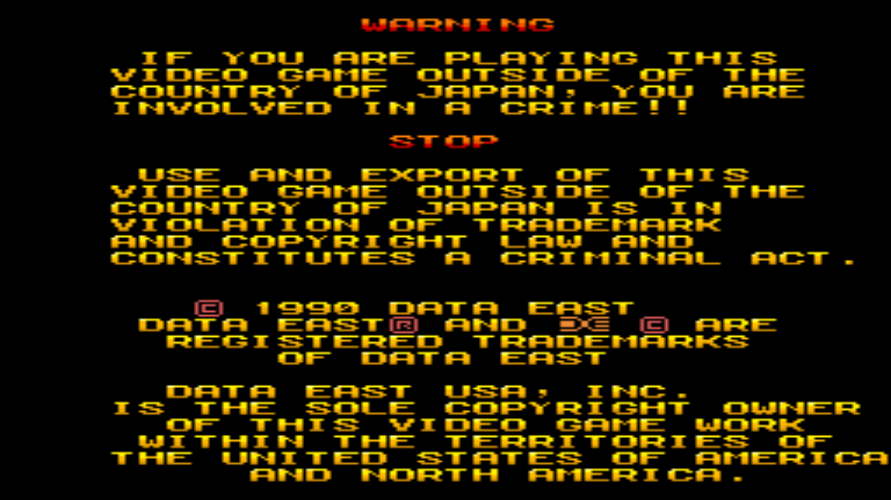 WARNING
IF YOU ARE PLAYING THIS
VIDEO GAME OUTSIDE OF THE
COUNTRY OF JAPAN, YOU ARE
INVOLVED IN A CRIME!!
STOP
USE AND EXPORT OF THIS
VIDEO GAME OUTSIDE OF THE
COUNTRY OF JAPAN IS IN
VIOLATION OF TRADEMARK
AND COPYRIGHT LAW AND
CONSTITUTES A CRIMINAL ACT.
© 1990 DATA EAST
DATA EAST® AND DE © ARE
REGISTERED TRADEMARKS
OF DATA EAST
DATA EAST USA, INC.
IS THE SOLE COPYRIGHT OWNER
OF THIS VIDEO GAME WORK
WITHIN THE TERRITORIES OF
THE UNITED STATES OF AMERICA
AND NORTH AMERICA.